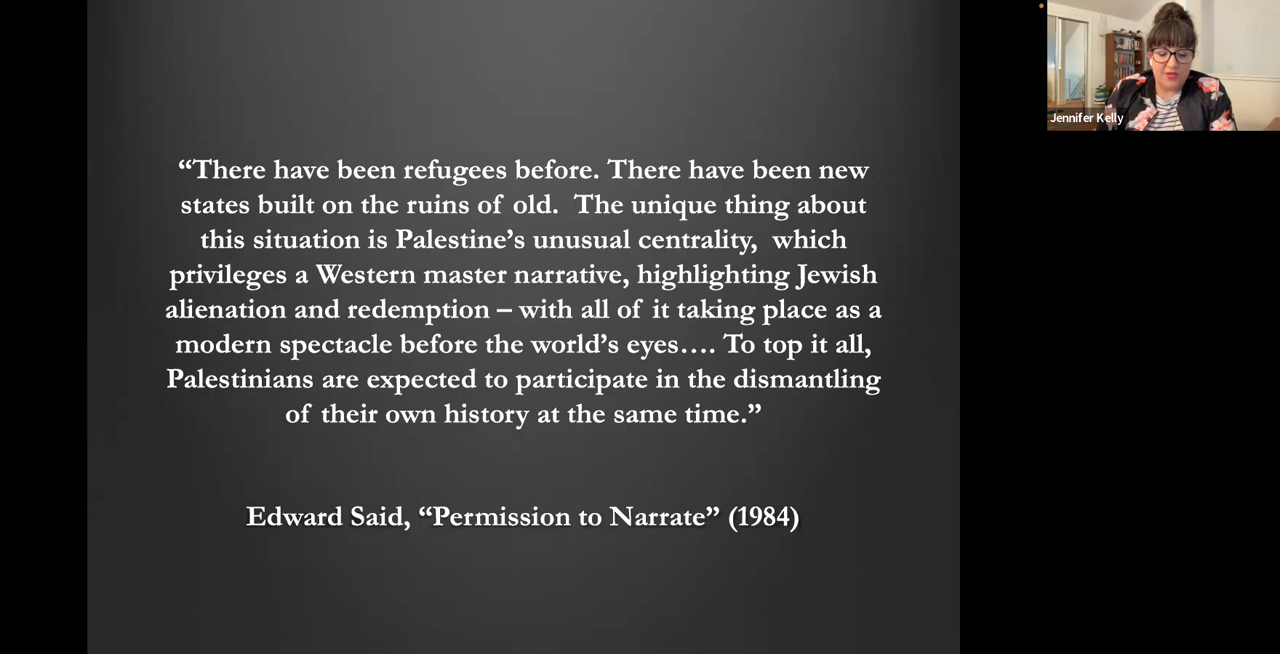 “There have been refugees before. There have been new
states built on the ruins of old.  The unique thing about
this situation is Palestine’s unusual centrality,  which
privileges a Western master narrative, highlighting Jewish
alienation and redemption – with all of it taking place as a
modern spectacle before the world’s eyes…. To top it all,
Palestinians are expected to participate in the dismantling
of their own history at the same time.”
Edward Said, “Permission to Narrate” (1984)
Jennifer Kelly